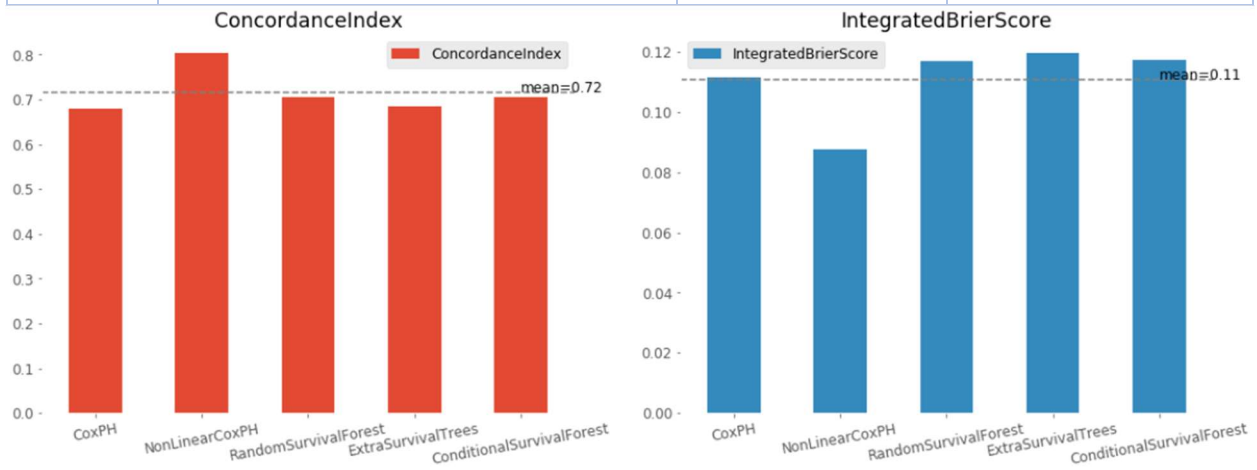 ConcordanceIndex
ConcordanceIndex
mean=0.72
0.8
0.7
0.6
0.5
0.4
0.3
0.2
0.1
0.0
CoxPH
NonLinearCoxPH
RandomSurvivalForest
ExtraSurvivalTrees
ConditionalSurvivalForest
IntegratedBrierScore
IntegratedBrierScore
mean=0.11
0.12
0.10
0.08
0.06
0.04
0.02
0.00
CoxPH
NonLinearCoxPH
RandomSurvivalForest
ExtraSurvivalTrees
ConditionalSurvivalForest